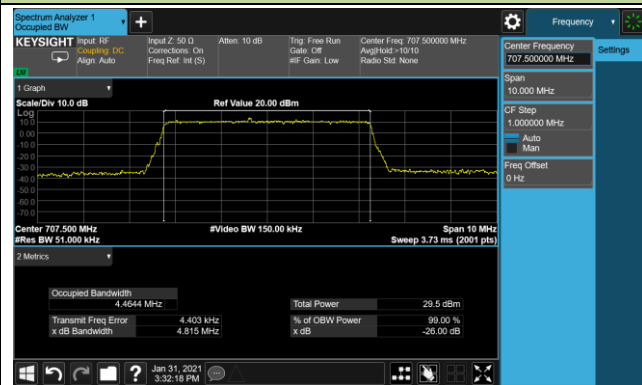 Spectrum Analyzer 1
Occupied BW
Frequency
KEYSIGHT
Input: RF
Coupling: DC
Align: Auto
Input Z: 50 Ω
Corrections: On
Freq Ref: Int (S)
Atten: 10 dB
Trig: Free Run
Gate: Off
#IF Gain: Low
Center Freq: 707.500000 MHz
Avg|Hold:>10/10
Radio Std: None
Center Frequency
707.500000 MHz
Settings
Span
10.000 MHz
CF Step
1.000000 MHz
Auto
Man
Freq Offset
0 Hz
1 Graph
Scale/Div 10.0 dB
Ref Value 20.00 dBm
Log
10.0
0.00
-10.0
-20.0
-30.0
-40.0
-50.0
-60.0
-70.0
Center 707.500 MHz
#Video BW 150.00 kHz
Span 10 MHz
#Res BW 51.000 kHz
Sweep 3.73 ms (2001 pts)
2 Metrics
Occupied Bandwidth
4.4644 MHz
Total Power 29.5 dBm
Transmit Freq Error 4.403 kHz
% of OBW Power 99.00 %
x dB Bandwidth 4.815 MHz
x dB -26.00 dB
Jan 31, 2021
3:32:18 PM